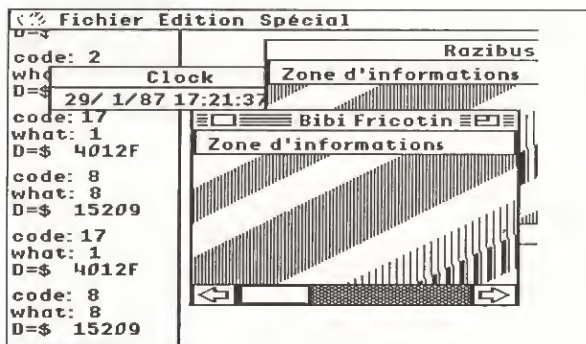 Fichier Edition Spécial
D=$
code: 2
what
D=$
Clock
29/ 1/87 17:21:37
Razibus
Zone d'informations
Bibi Fricotin
Zone d'informations
code: 17
what: 1
D=$ 4012F
code: 8
what: 8
D=$ 15209
code: 17
what: 1
D=$ 4012F
code: 8
what: 8
D=$ 15209